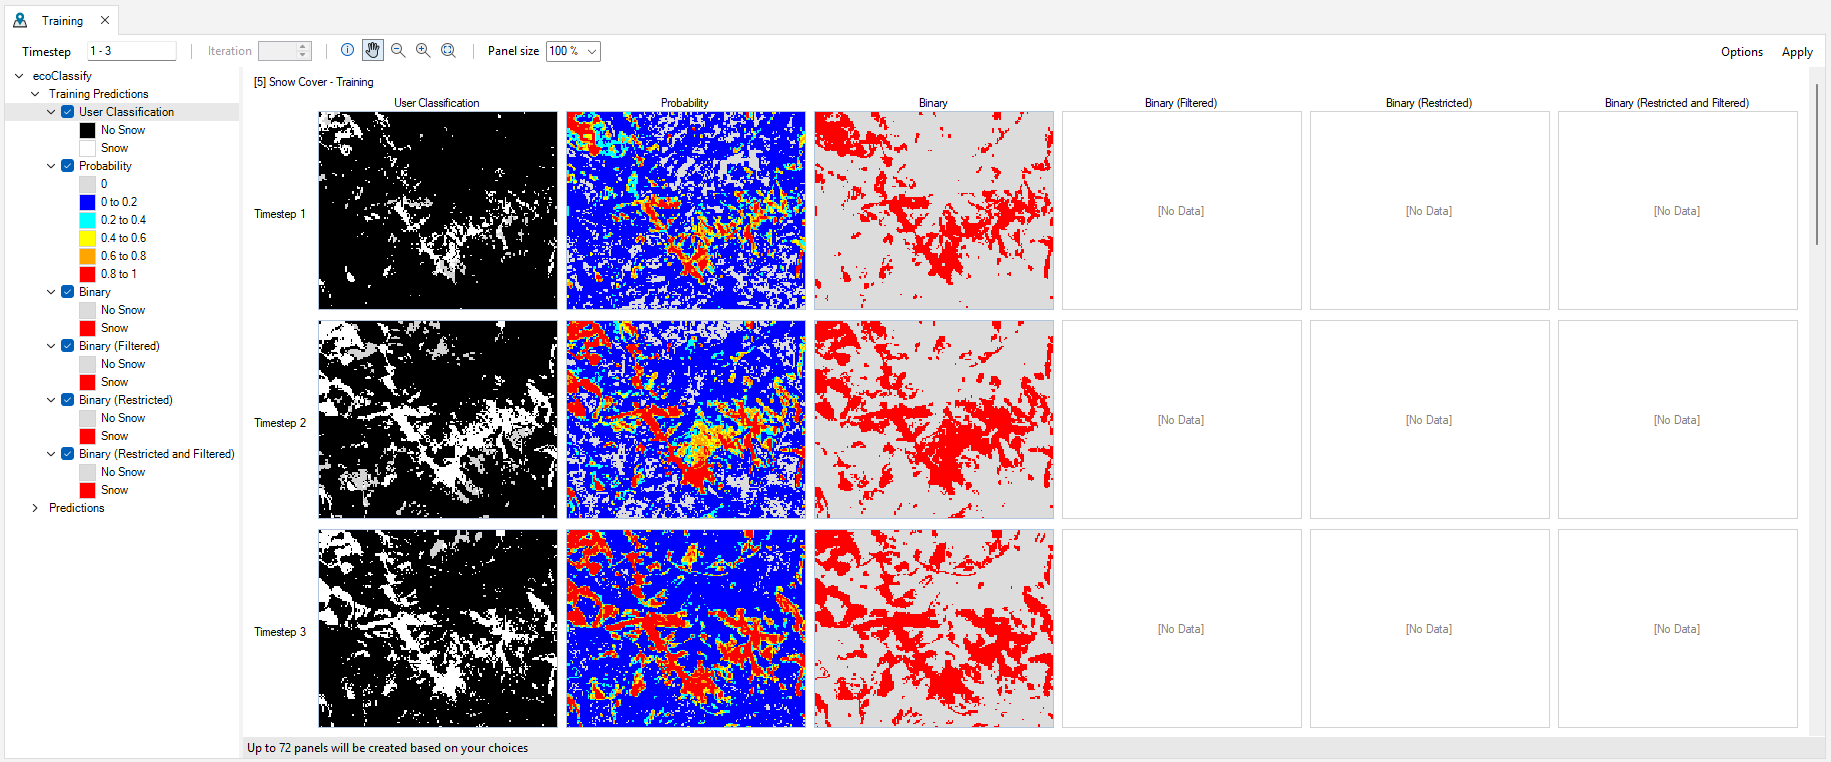 Training
Timestep 1 - 3 Iteration Panel size 100 % Options Apply
ecoClassify
Training Predictions
User Classification
No Snow
Snow
Probability
0
0 to 0.2
0.2 to 0.4
0.4 to 0.6
0.6 to 0.8
0.8 to 1
Binary
No Snow
Snow
Binary (Filtered)
No Snow
Snow
Binary (Restricted)
No Snow
Snow
Binary (Restricted and Filtered)
No Snow
Snow
Predictions
[5] Snow Cover - Training
User Classification Probability Binary Binary (Filtered) Binary (Restricted) Binary (Restricted and Filtered)
Timestep 1 [No Data] [No Data] [No Data]
Timestep 2 [No Data] [No Data] [No Data]
Timestep 3 [No Data] [No Data] [No Data]
Up to 72 panels will be created based on your choices